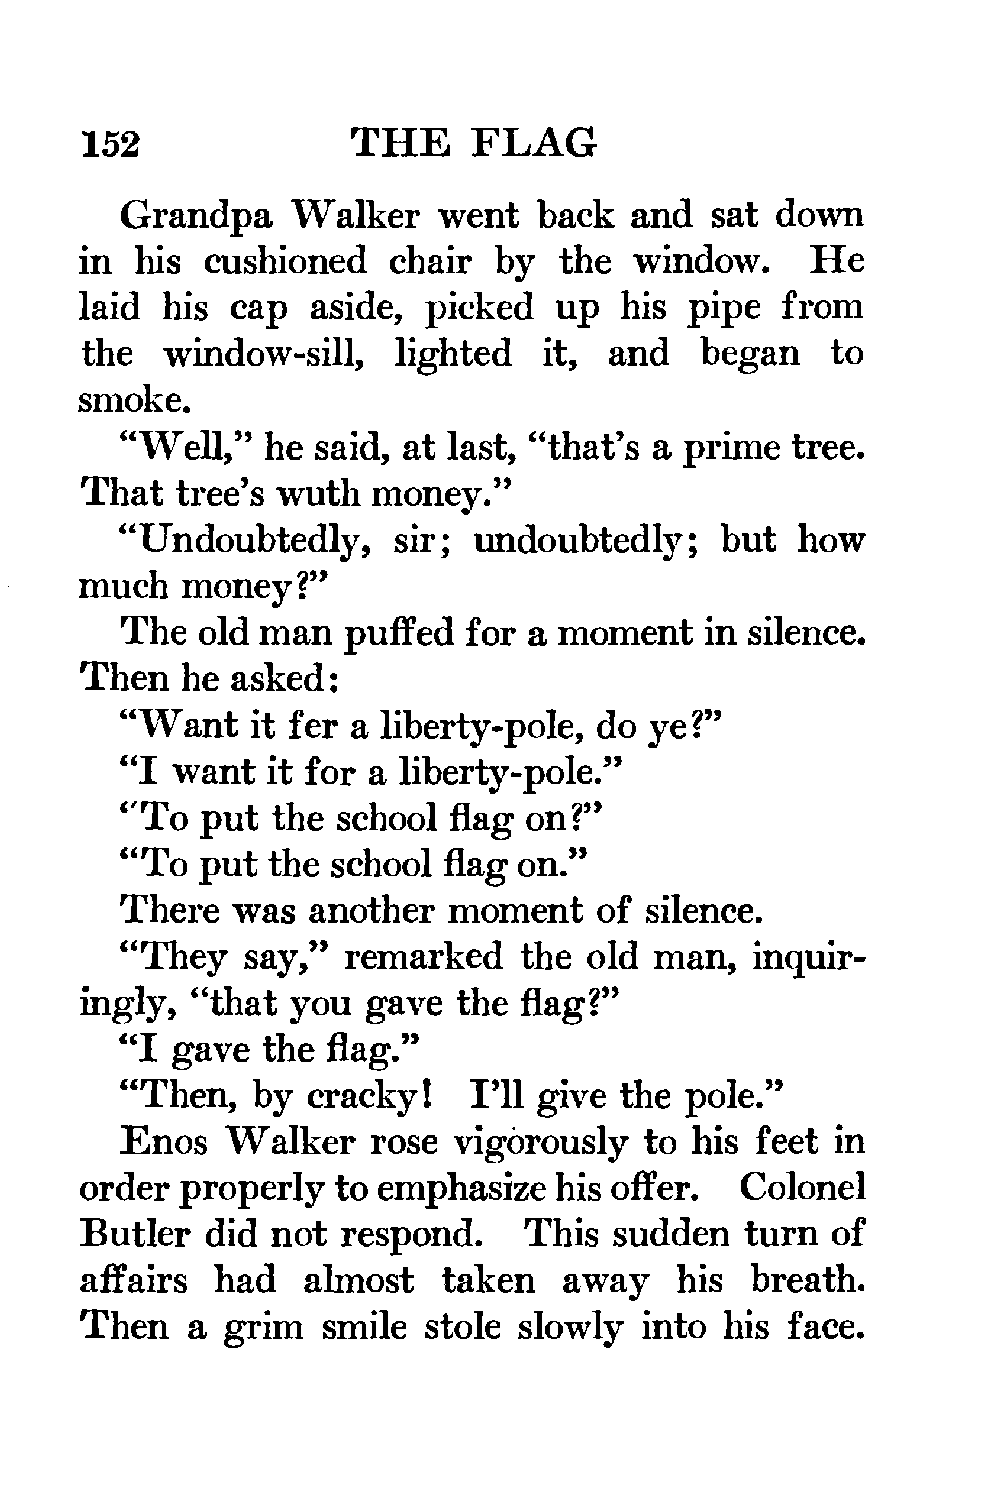 152 THE FLAG
Grandpa Walker went back and sat down
in his cushioned chair by the window. He
laid his cap aside, picked up his pipe from
the window-sill, lighted it, and began to
smoke.
“Well,” he said, at last, “that’s a prime tree.
That tree’s wuth money.”
“Undoubtedly, sir; undoubtedly; but how
much money?”
The old man puffed for a moment in silence.
Then he asked:
“Want it fer a liberty-pole, do ye?”
“I want it for a liberty-pole.”
“To put the school flag on?”
“To put the school flag on.”
There was another moment of silence.
“They say,” remarked the old man, inquir-
ingly, “that you gave the flag?”
“I gave the flag.”
“Then, by cracky! I’ll give the pole.”
Enos Walker rose vigorously to his feet in
order properly to emphasize his offer. Colonel
Butler did not respond. This sudden turn of
affairs had almost taken away his breath.
Then a grim smile stole slowly into his face.